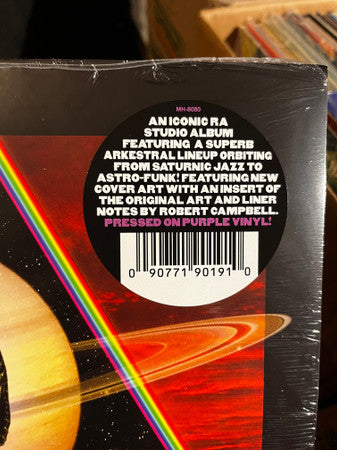 MH-8080
AN ICONIC RA
STUDIO ALBUM
FEATURING A SUPERB
ARKESTRAL LINEUP ORBITING
FROM SATURNIC JAZZ TO
ASTRO-FUNK! FEATURING NEW
COVER ART WITH AN INSERT OF
THE ORIGINAL ART AND LINER
NOTES BY ROBERT CAMPBELL.
PRESSED ON PURPLE VINYL!
0 90771 90191 0